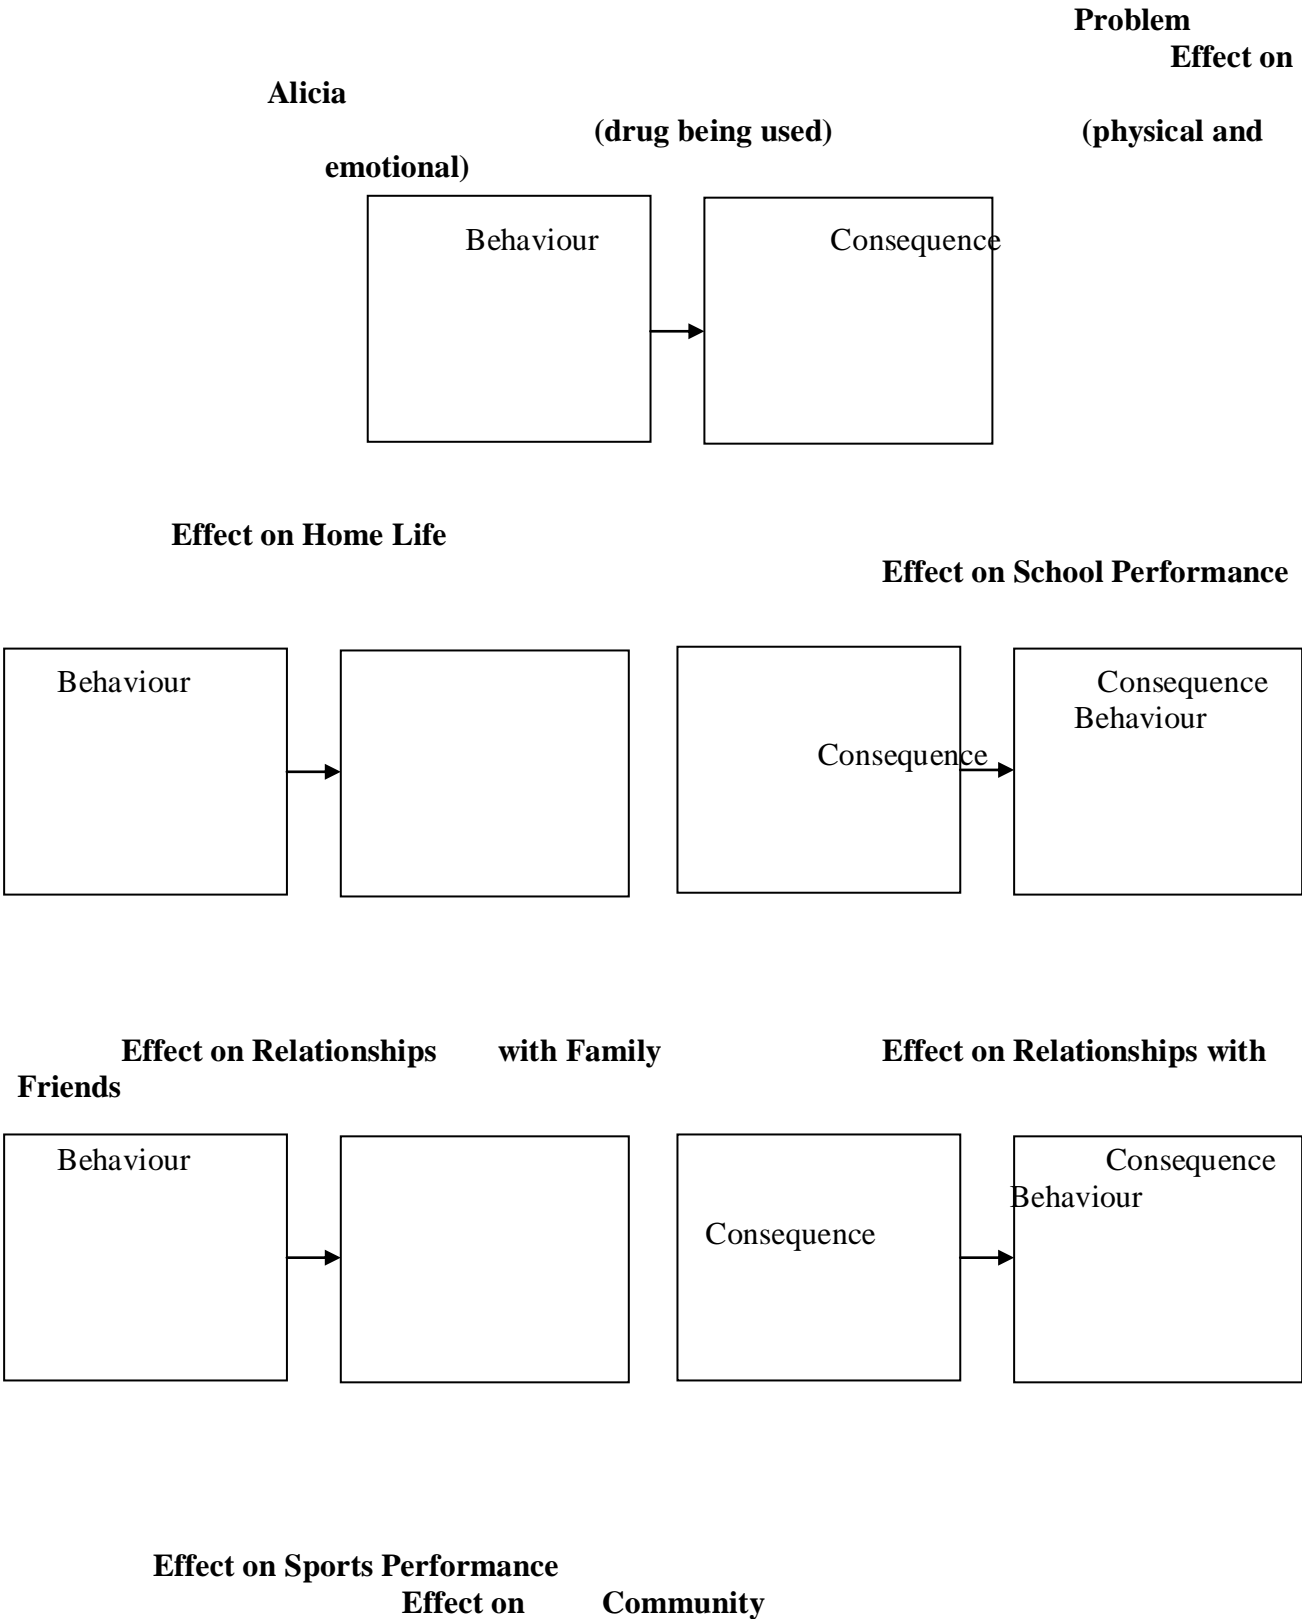 Problem
Effect on
Alicia
(drug being used) (physical and
emotional)
Behaviour Consequence
Effect on Home Life
Effect on School Performance
Behaviour Consequence
Behaviour
Consequence
Effect on Relationships with Family Effect on Relationships with
Friends
Behaviour Consequence
Behaviour
Consequence
Effect on Sports Performance
Effect on Community